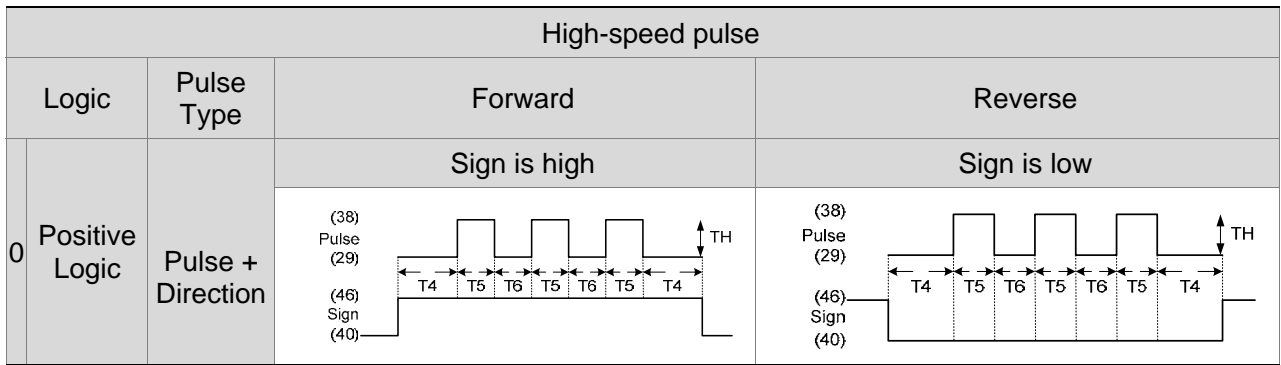 High-speed pulse
Logic
Pulse
Type
Forward
Reverse
0
Positive
Logic
Pulse +
Direction
Sign is high
Sign is low
(38)
Pulse
(29)
TH
T4 T5 T6 T5 T6 T5 T4
(46)
Sign
(40)
(38)
Pulse
(29)
TH
T4 T5 T6 T5 T6 T5 T4
(46)
Sign
(40)